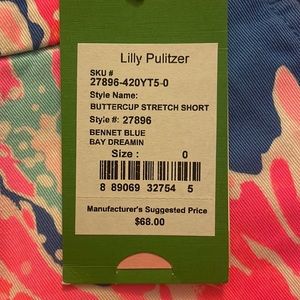 Lilly Pulitzer
SKU #
27896-420YT5-0
Style Name:
BUTTERCUP STRETCH SHORT
Style #: 27896
BENNET BLUE
BAY DREAMIN
Size : 0
8 89069 32754 5
Manufacturer's Suggested Price
$68.00